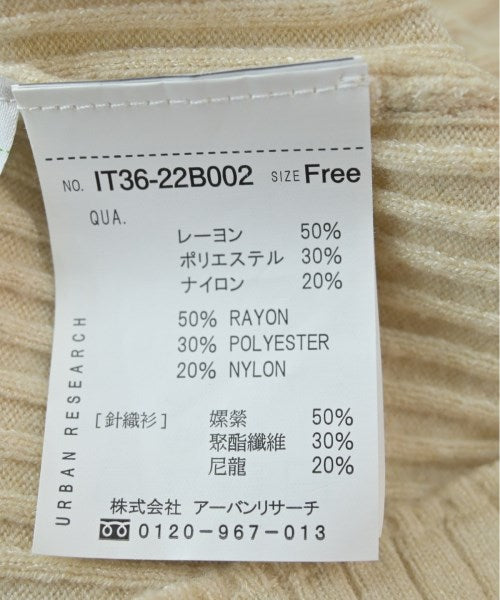 NO. IT36-22B002 SIZE Free
QUA.
レーヨン 50%
ポリエステル 30%
ナイロン 20%
50% RAYON
30% POLYESTER
20% NYLON
[針織衫] 嫘縈 50%
聚酯纖維 30%
尼龍 20%
株式会社 アーバンリサーチ
0120-967-013
URBAN RESEARCH